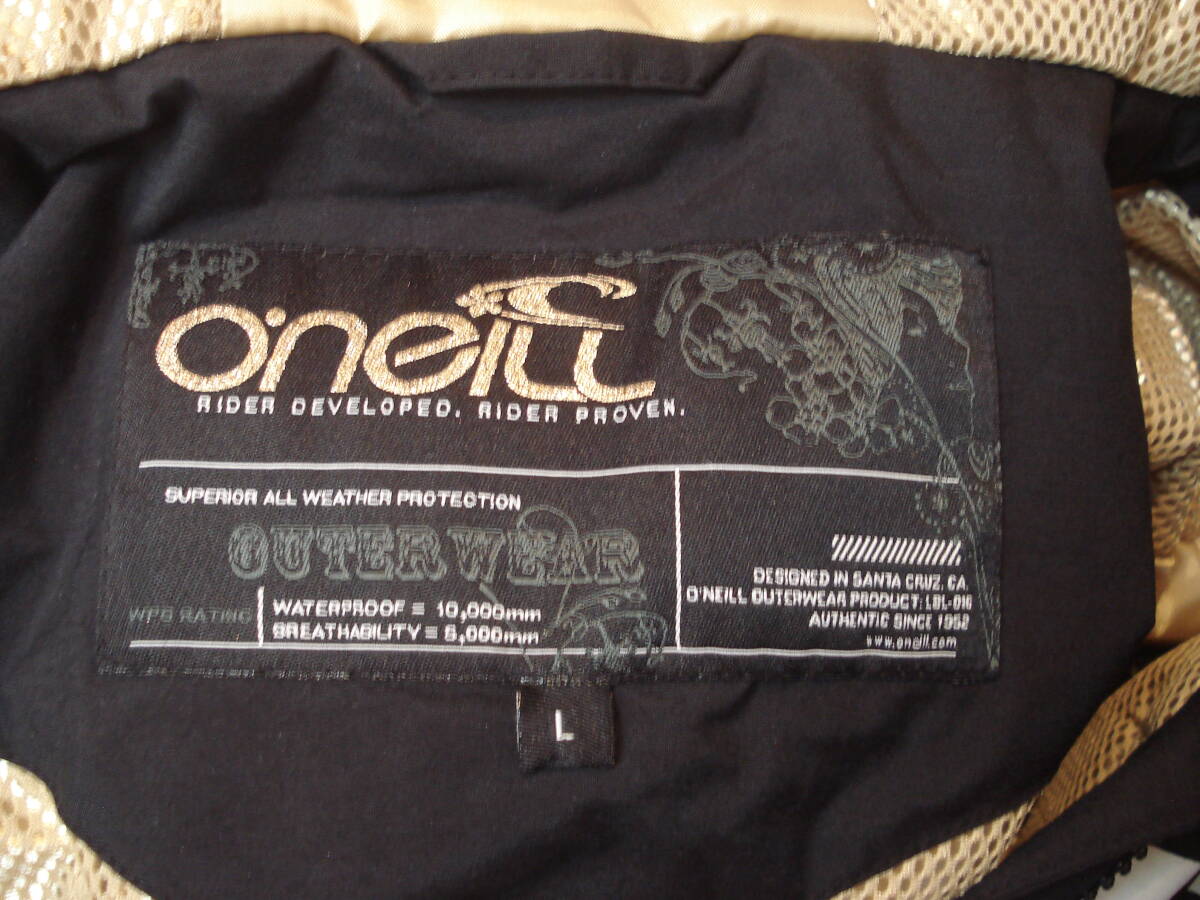 O'NEILL
RIDER DEVELOPED. RIDER PROVEN.
SUPERIOR ALL WEATHER PROTECTION
OUTERWEAR
WPB RATING
WATERPROOF = 10,000mm
BREATHABILITY = 5,000mm
DESIGNED IN SANTA CRUZ, CA
O'NEILL OUTERWEAR PRODUCT: LBL-016
AUTHENTIC SINCE 1952
www.oneill.com
L